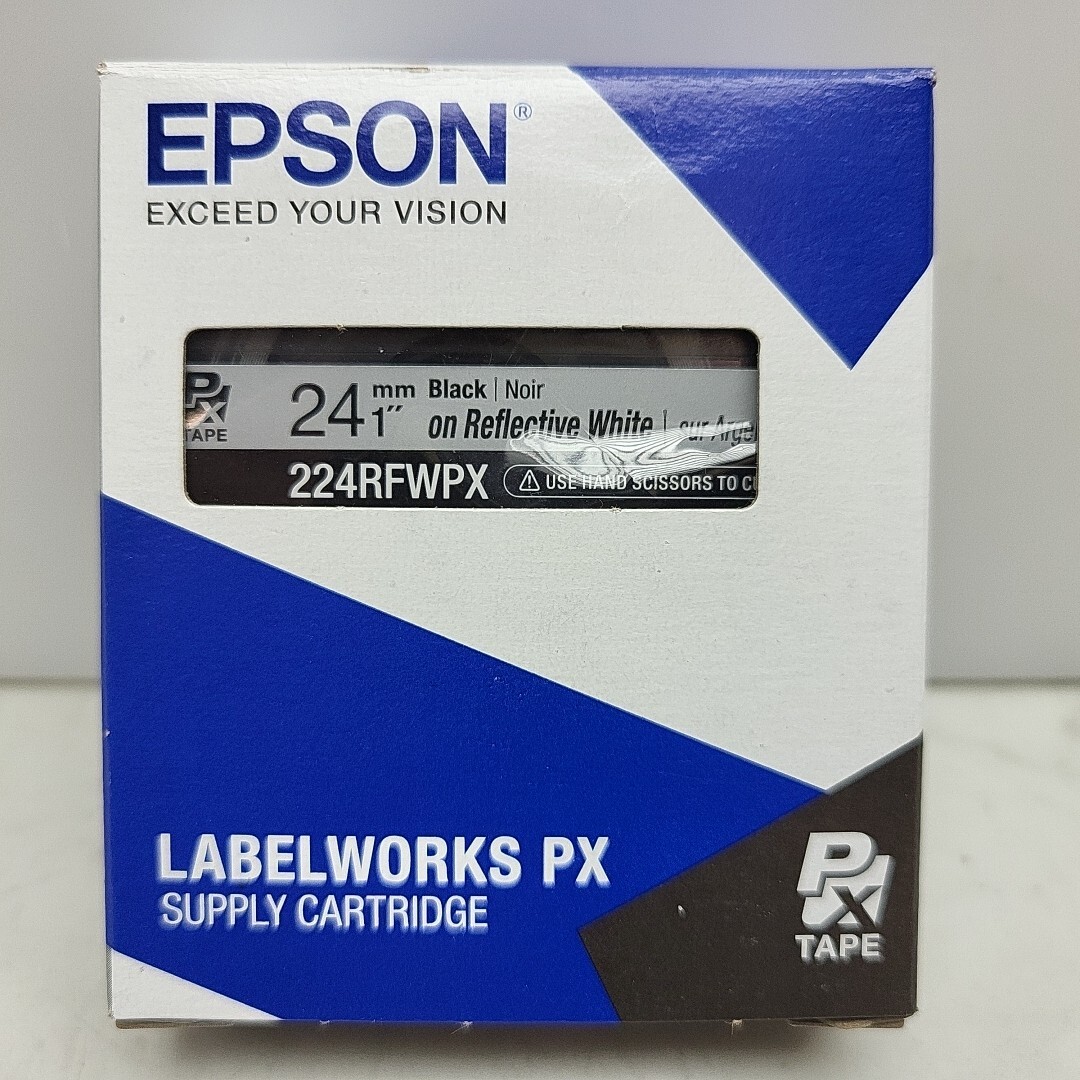 EPSON®
EXCEED YOUR VISION
PX
TAPE
24 mm
1"
Black | Noir
on Reflective White | sur
224RFWPX
USE HAND SCISSORS TO
LABELWORKS PX
SUPPLY CARTRIDGE
PX
TAPE